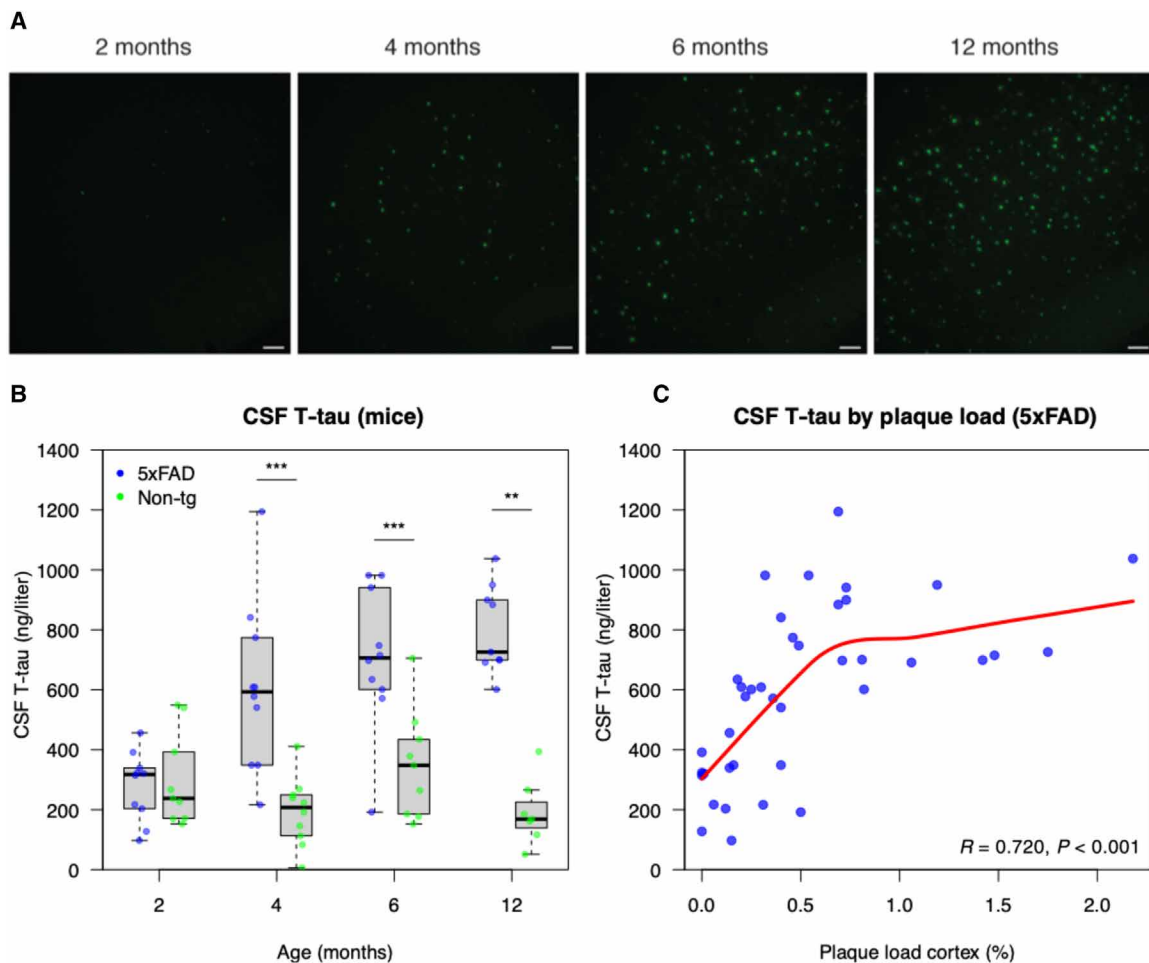 A
2 months 4 months 6 months 12 months
B
CSF T-tau (mice)
CSF T-tau (ng/liter)
1400
1200
1000
800
600
400
200
0
5xFAD
Non-tg
***
***
**
2 4 6 12
Age (months)
C
CSF T-tau by plaque load (5xFAD)
CSF T-tau (ng/liter)
1400
1200
1000
800
600
400
200
0
R = 0.720, P < 0.001
0.0 0.5 1.0 1.5 2.0
Plaque load cortex (%)